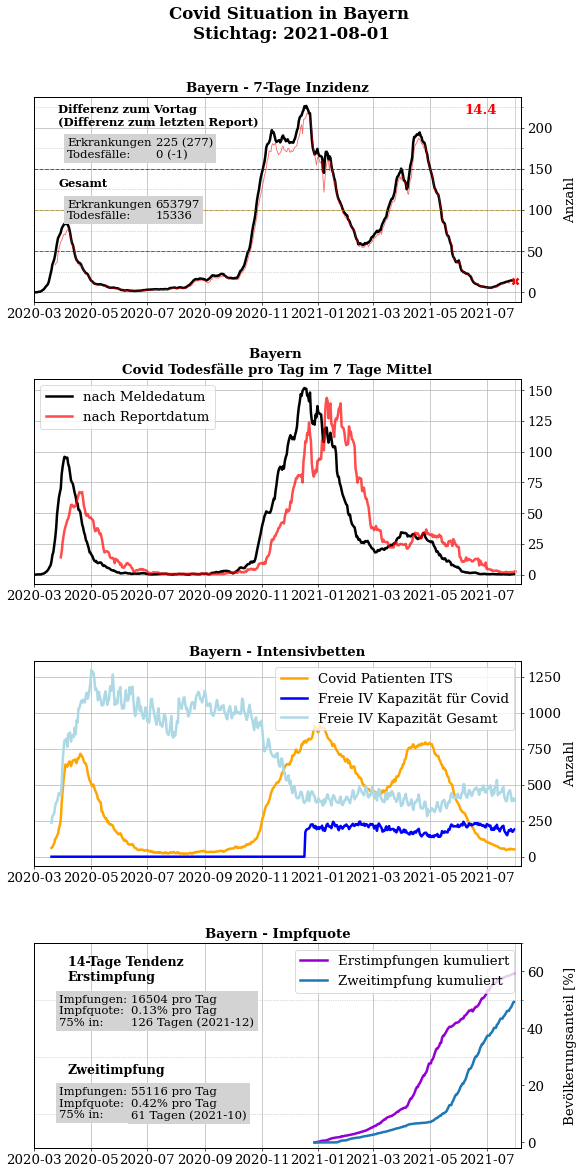 Covid Situation in Bayern
Stichtag: 2021-08-01
Bayern - 7-Tage Inzidenz
Differenz zum Vortag
(Differenz zum letzten Report)
Erkrankungen 225 (277)
Todesfälle: 0 (-1)
Gesamt
Erkrankungen 653797
Todesfälle: 15336
14.4
200
150
100
50
0
Anzahl
2020-03 2020-05 2020-07 2020-09 2020-11 2021-01 2021-03 2021-05 2021-07
Bayern
Covid Todesfälle pro Tag im 7 Tage Mittel
nach Meldedatum
nach Reportdatum
150
125
100
75
50
25
0
2020-03 2020-05 2020-07 2020-09 2020-11 2021-01 2021-03 2021-05 2021-07
Bayern - Intensivbetten
Covid Patienten ITS
Freie IV Kapazität für Covid
Freie IV Kapazität Gesamt
1250
1000
750
500
250
0
Anzahl
2020-03 2020-05 2020-07 2020-09 2020-11 2021-01 2021-03 2021-05 2021-07
Bayern - Impfquote
14-Tage Tendenz
Erstimpfung
Impfungen: 16504 pro Tag
Impfquote: 0.13% pro Tag
75% in: 126 Tagen (2021-12)
Zweitimpfung
Impfungen: 55116 pro Tag
Impfquote: 0.42% pro Tag
75% in: 61 Tagen (2021-10)
Erstimpfungen kumuliert
Zweitimpfung kumuliert
60
40
20
0
Bevölkerungsanteil [%]
2020-03 2020-05 2020-07 2020-09 2020-11 2021-01 2021-03 2021-05 2021-07